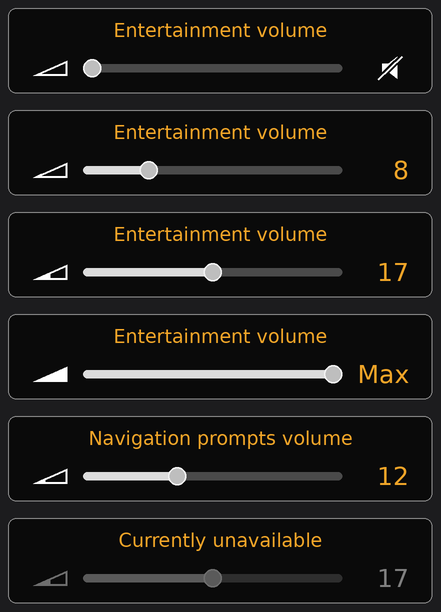 Entertainment volume
Entertainment volume
8
Entertainment volume
17
Entertainment volume
Max
Navigation prompts volume
12
Currently unavailable
17